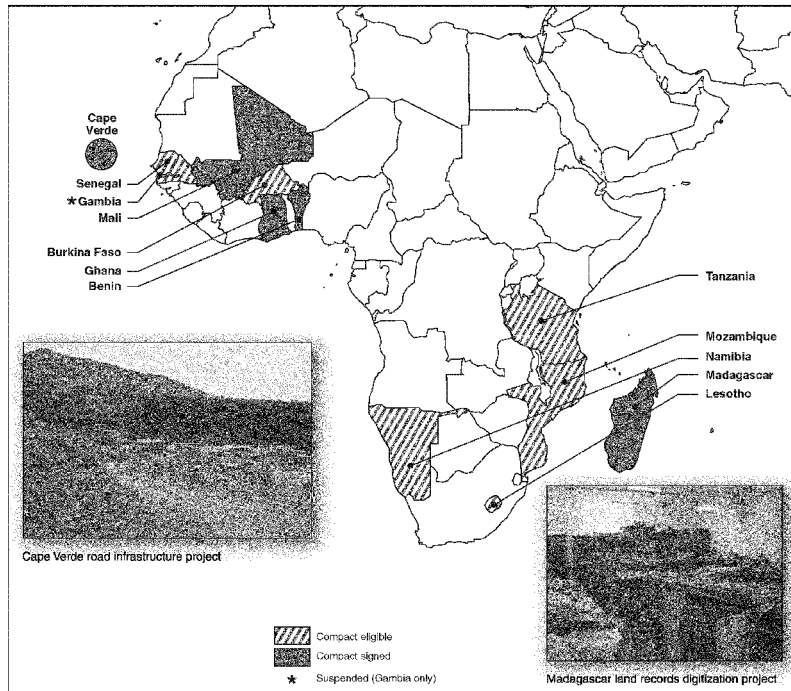 Cape
Verde
Senegal
★Gambia
Mali
Burkina Faso
Ghana
Benin
Tanzania
Mozambique
Namibia
Madagascar
Lesotho
Cape Verde road infrastructure project
Compact eligible
Compact signed
★ Suspended (Gambia only)
Madagascar land records digitization project